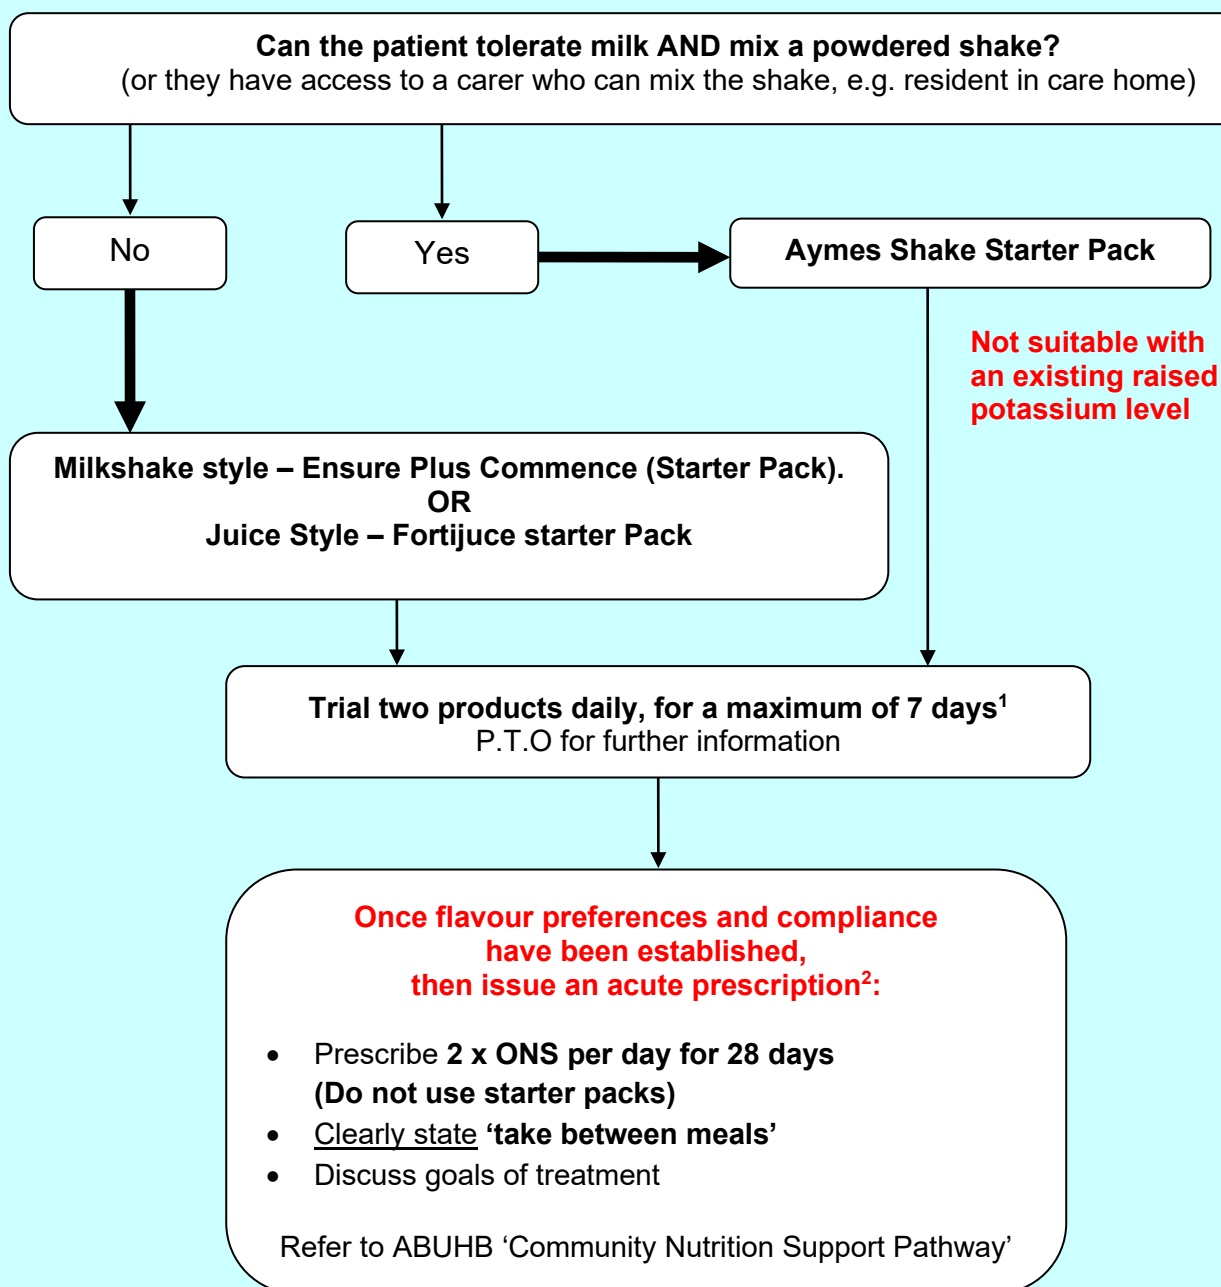 Can the patient tolerate milk AND mix a powdered shake?
(or they have access to a carer who can mix the shake, e.g. resident in care home)
No
Yes
Aymes Shake Starter Pack
Not suitable with
an existing raised
potassium level
Milkshake style – Ensure Plus Commence (Starter Pack).
OR
Juice Style – Fortijuce starter Pack
Trial two products daily, for a maximum of 7 days¹
P.T.O for further information
Once flavour preferences and compliance
have been established,
then issue an acute prescription²:
• Prescribe 2 x ONS per day for 28 days
(Do not use starter packs)
• Clearly state ‘take between meals’
• Discuss goals of treatment
Refer to ABUHB ‘Community Nutrition Support Pathway’